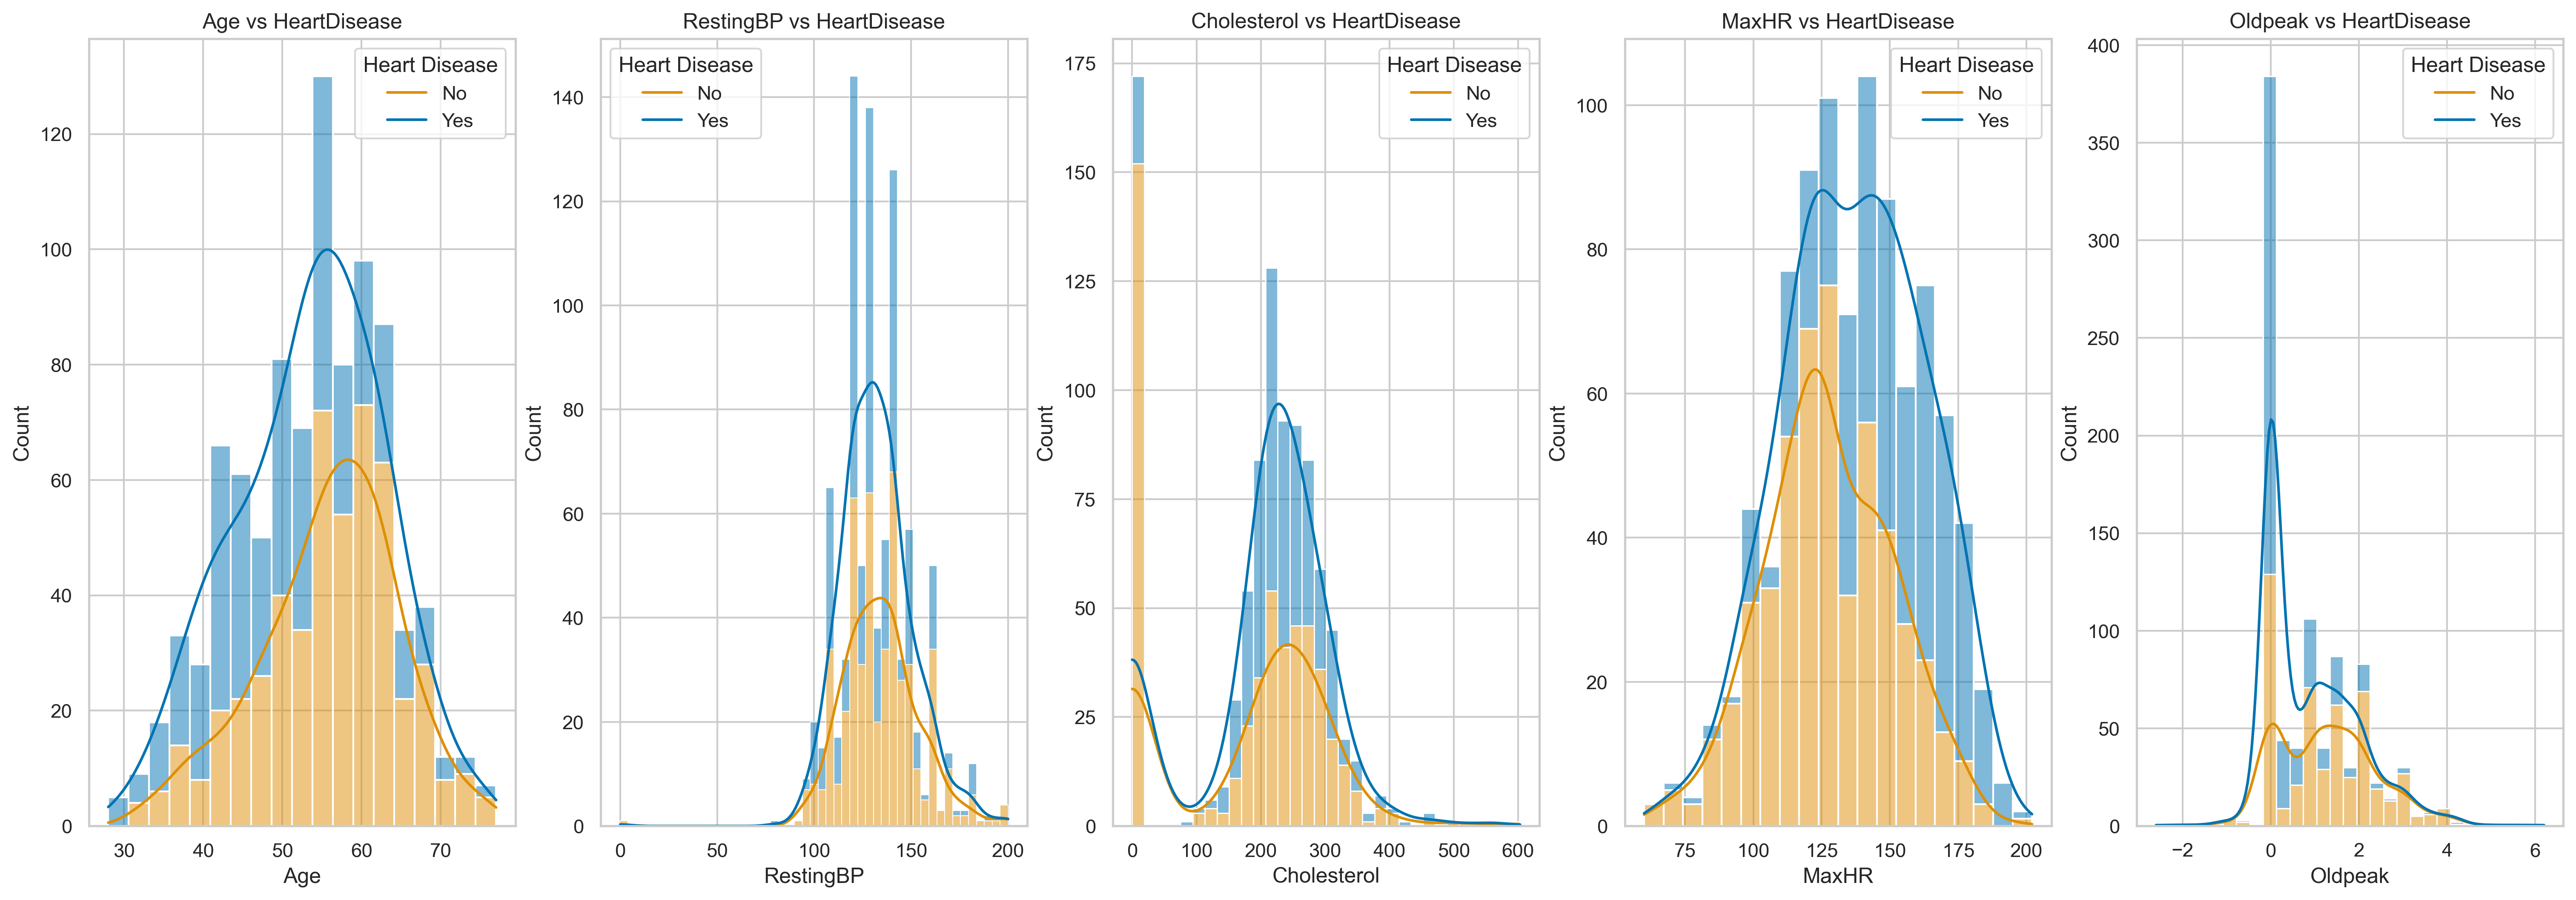 Age vs HeartDisease
Count
120
100
80
60
40
20
0
30 40 50 60 70
Age
Heart Disease
No
Yes
RestingBP vs HeartDisease
Count
140
120
100
80
60
40
20
0
0 50 100 150 200
RestingBP
Heart Disease
No
Yes
Cholesterol vs HeartDisease
Count
175
150
125
100
75
50
25
0
0 100 200 300 400 500 600
Cholesterol
Heart Disease
No
Yes
MaxHR vs HeartDisease
Count
100
80
60
40
20
0
75 100 125 150 175 200
MaxHR
Heart Disease
No
Yes
Oldpeak vs HeartDisease
Count
400
350
300
250
200
150
100
50
0
−2 0 2 4 6
Oldpeak
Heart Disease
No
Yes